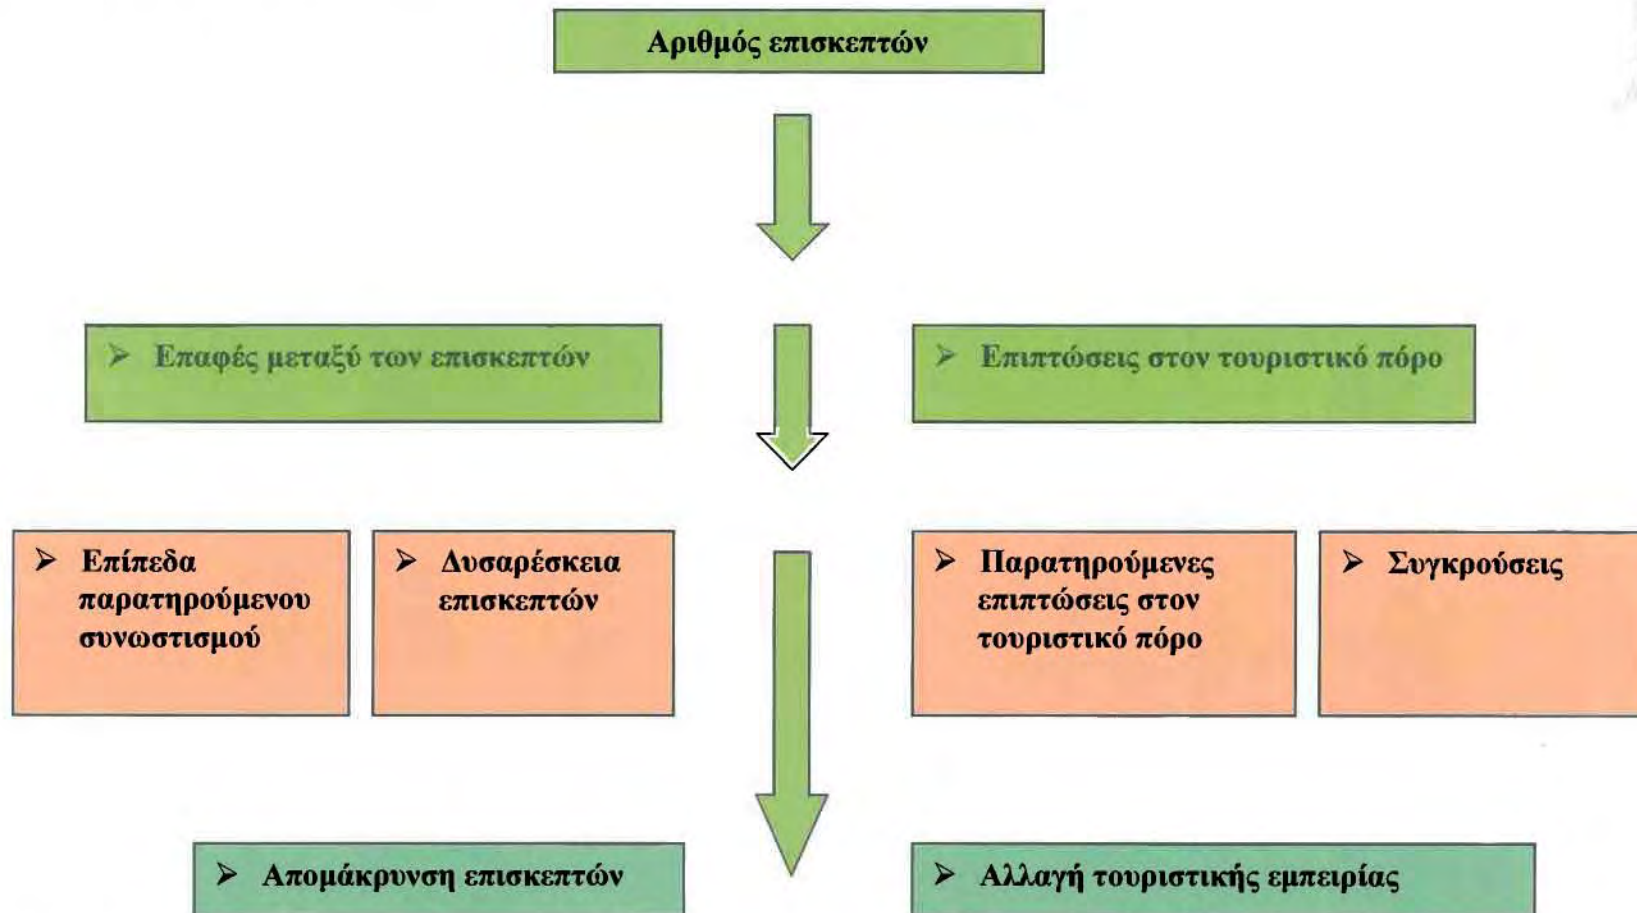 Αριθμός επισκεπτών
➢ Επαφές μεταξύ των επισκεπτών
➢ Επιπτώσεις στον τουριστικό πόρο
➢ Επίπεδα
παρατηρούμενου
συνωστισμού
➢ Δυσαρέσκεια
επισκεπτών
➢ Παρατηρούμενες
επιπτώσεις στον
τουριστικό πόρο
➢ Συγκρούσεις
➢ Απομάκρυνση επισκεπτών
➢ Αλλαγή τουριστικής εμπειρίας